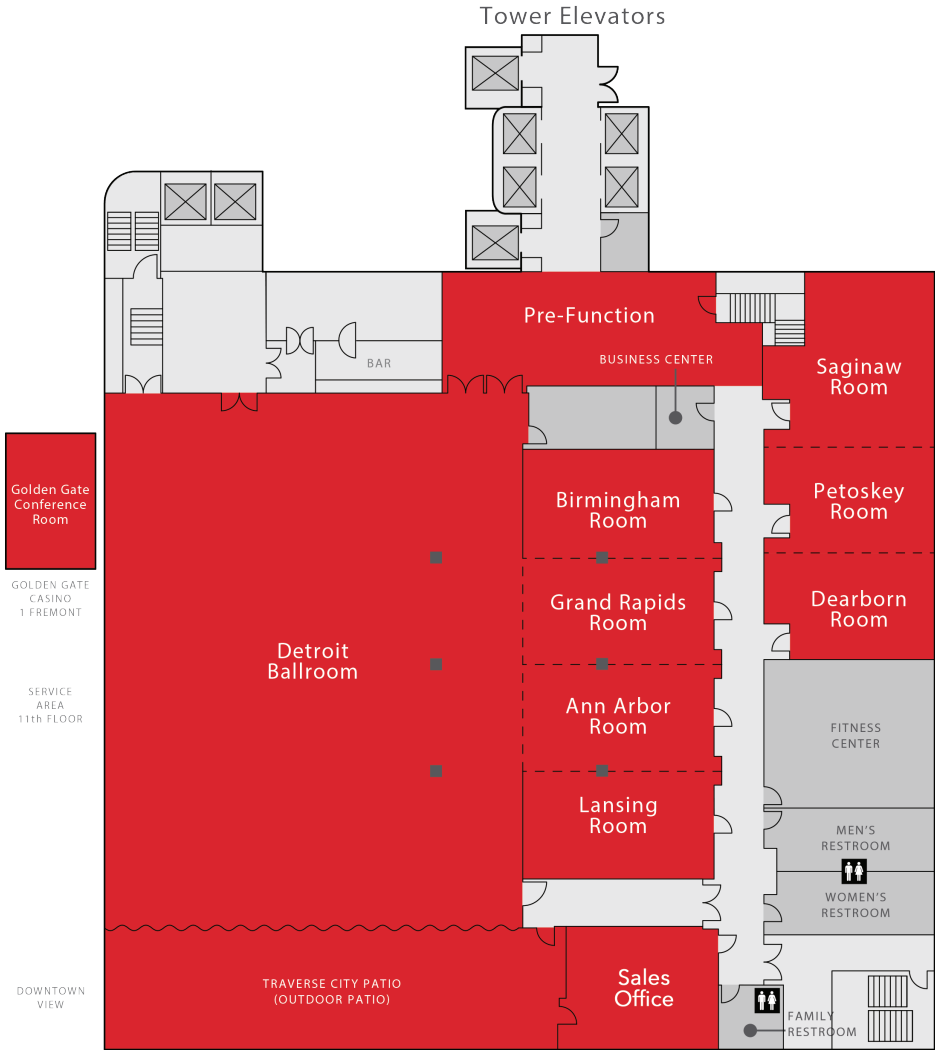 Tower Elevators
Pre-Function
BUSINESS CENTER
BAR
Saginaw
Room
Golden Gate
Conference
Room
Birmingham
Room
Petoskey
Room
GOLDEN GATE
CASINO
1 FREMONT
Grand Rapids
Room
Dearborn
Room
Detroit
Ballroom
SERVICE
AREA
11th FLOOR
Ann Arbor
Room
FITNESS
CENTER
Lansing
Room
MEN'S
RESTROOM
WOMEN'S
RESTROOM
DOWNTOWN
VIEW
TRAVERSE CITY PATIO
(OUTDOOR PATIO)
Sales
Office
FAMILY
RESTROOM